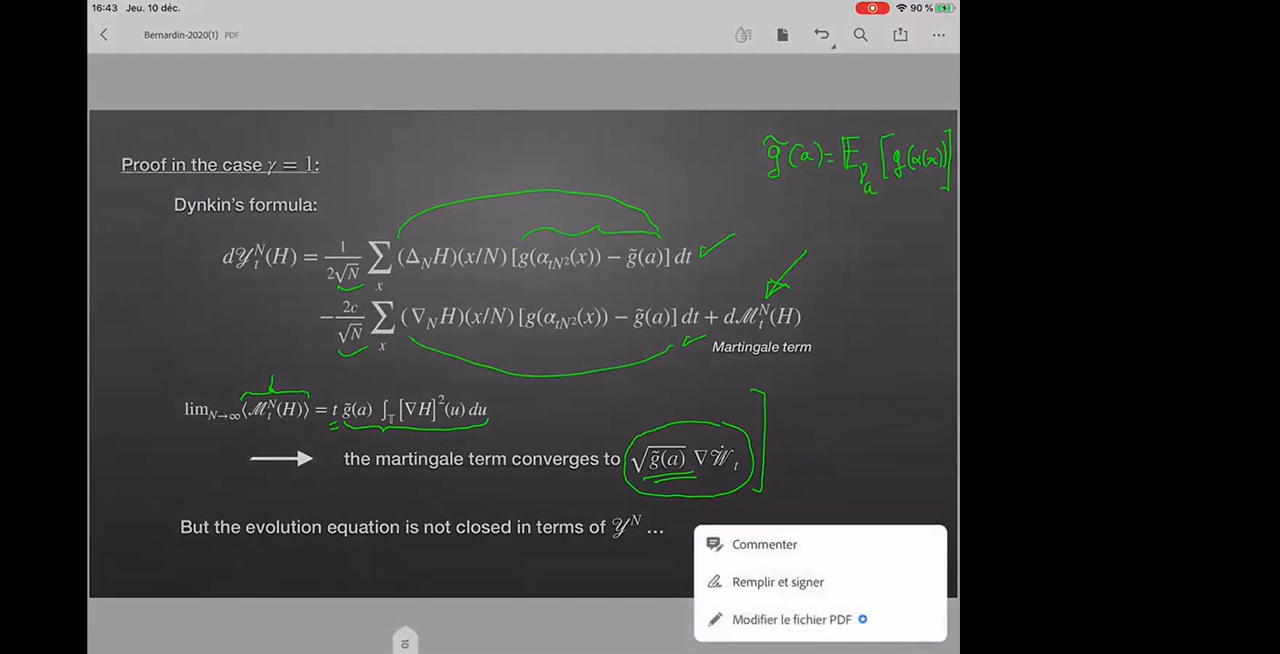 16:43 Jeu. 10 déc.
90 %
Bernardin-2020(1) PDF
g̃(a) = 𝔼_{ν_a} [g(α(x))]
Proof in the case γ = 1:
Dynkin's formula:
d𝒴_t^N(H) = 1/(2√N) ∑_x (Δ_N H)(x/N) [g(α_{tN²}(x)) − g̃(a)] dt
− 2c/√N ∑_x (∇_N H)(x/N) [g(α_{tN²}(x)) − g̃(a)] dt + dℳ_t^N(H)
Martingale term
lim_{N→∞}⟨ℳ_t^N(H)⟩ = t g̃(a) ∫_𝕋 [∇H]²(u) du
⟶ the martingale term converges to √g̃(a) ∇𝒲̇_t
But the evolution equation is not closed in terms of 𝒴^N …
Commenter
Remplir et signer
Modifier le fichier PDF
10